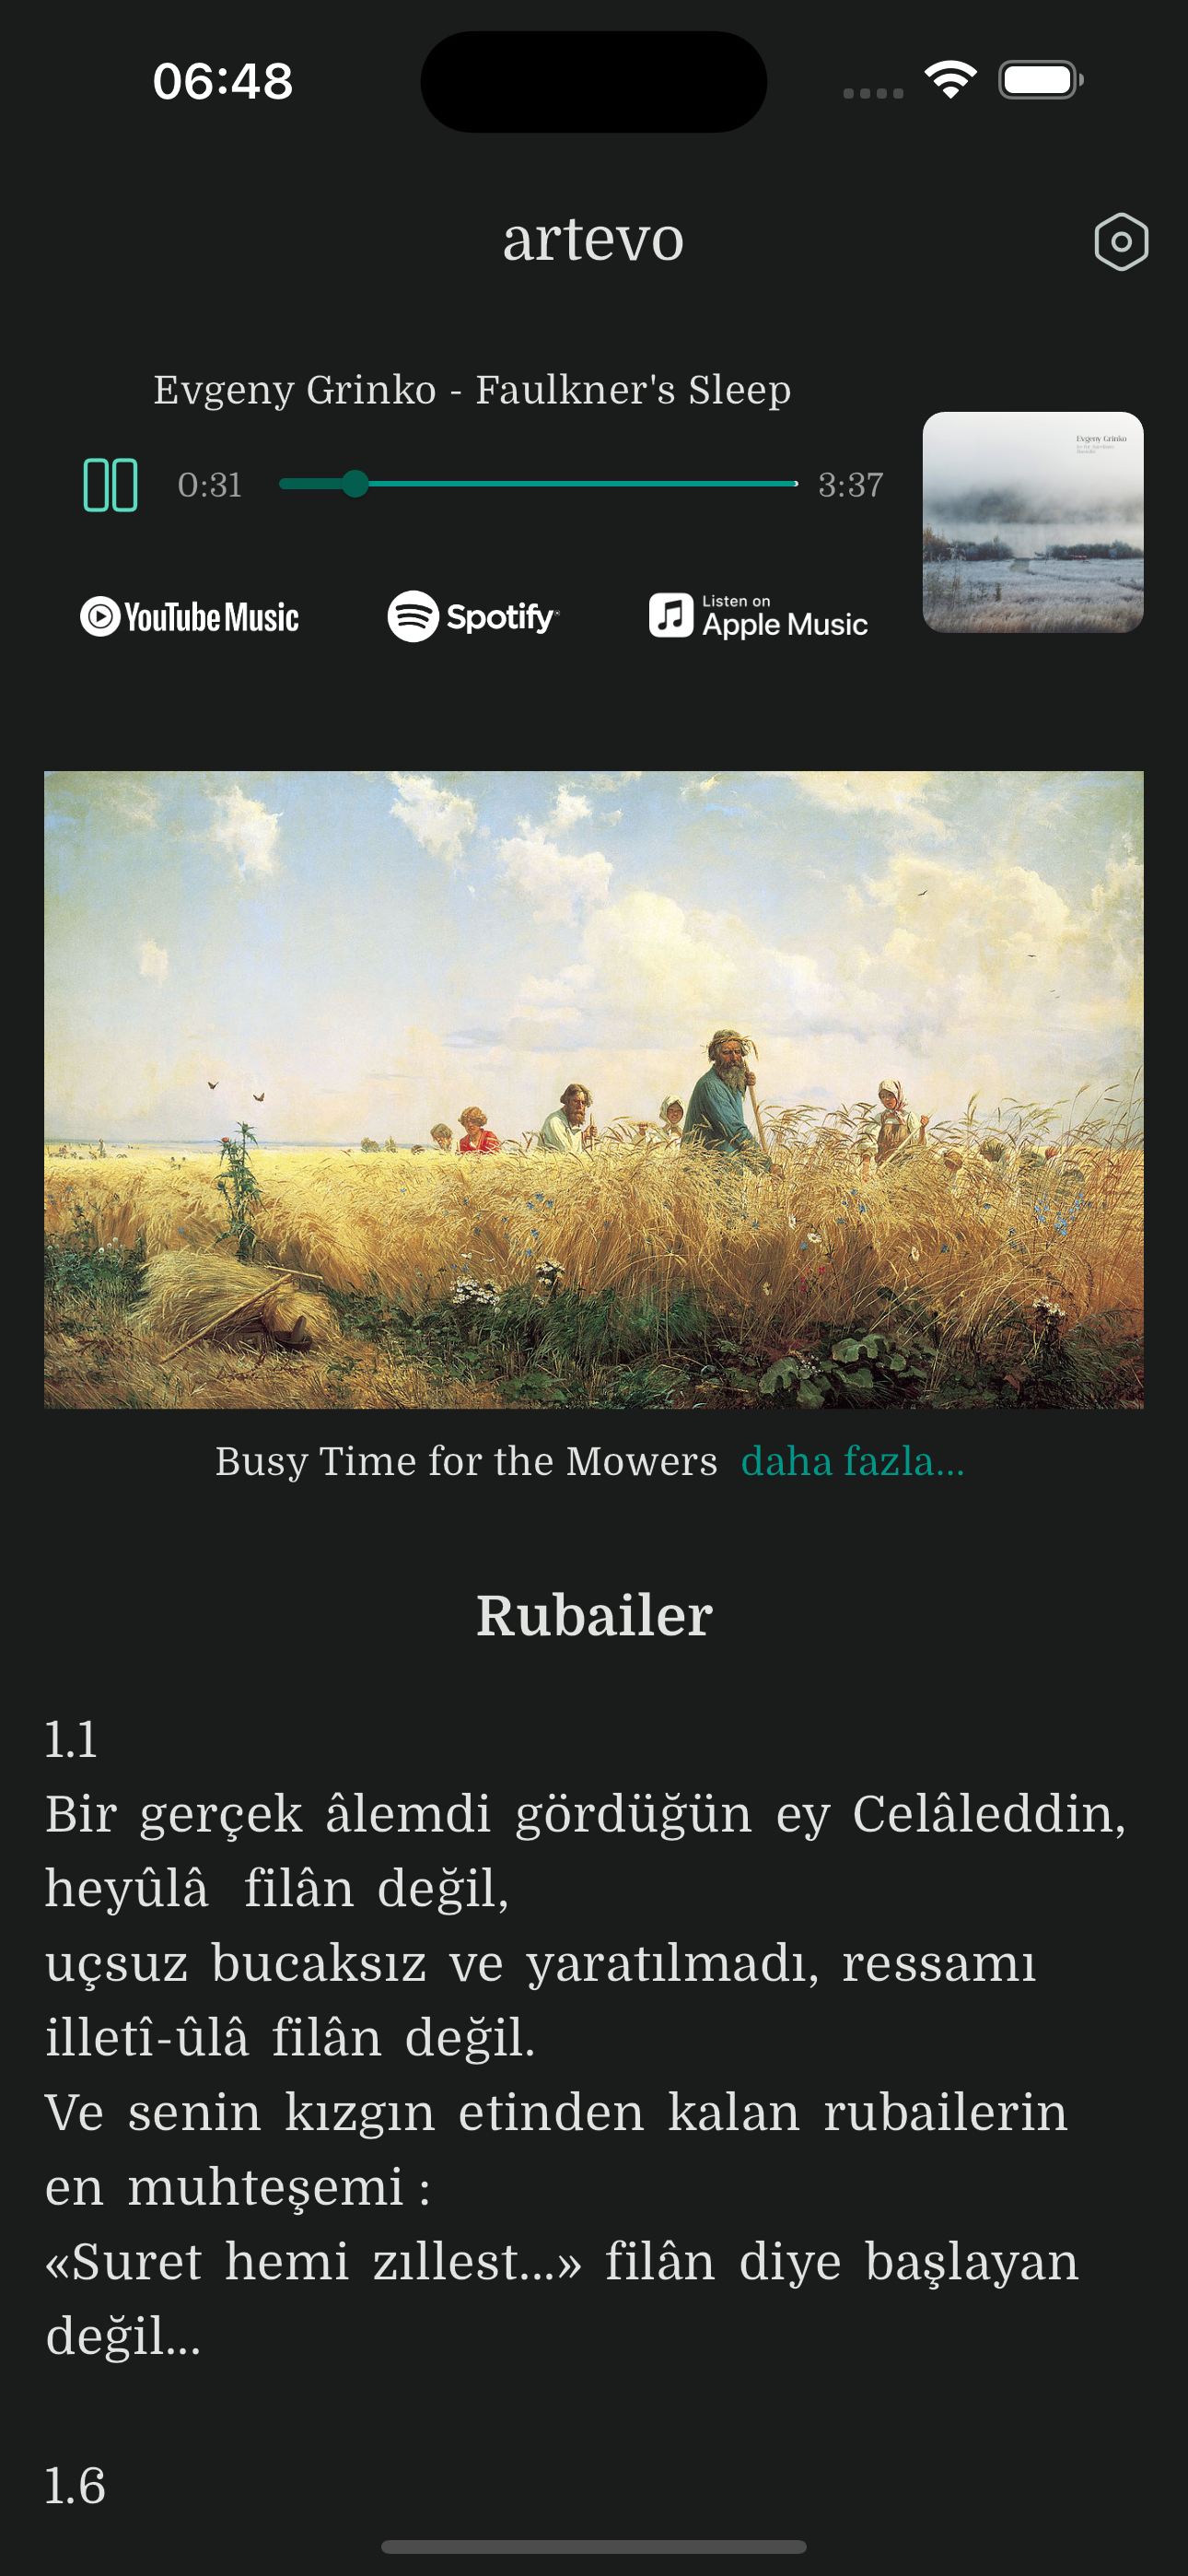 06:48
artevo
Evgeny Grinko - Faulkner's Sleep
Evgeny Grinko
0:31
3:37
YouTube Music
Spotify
Listen on
Apple Music
Busy Time for the Mowers daha fazla...
Rubailer
1.1
Bir gerçek âlemdi gördüğün ey Celâleddin,
heyûlâ filân değil,
uçsuz bucaksız ve yaratılmadı, ressamı
illetî-ûlâ filân değil.
Ve senin kızgın etinden kalan rubailerin
en muhteşemi :
«Suret hemi zıllest...» filân diye başlayan
değil...
1.6